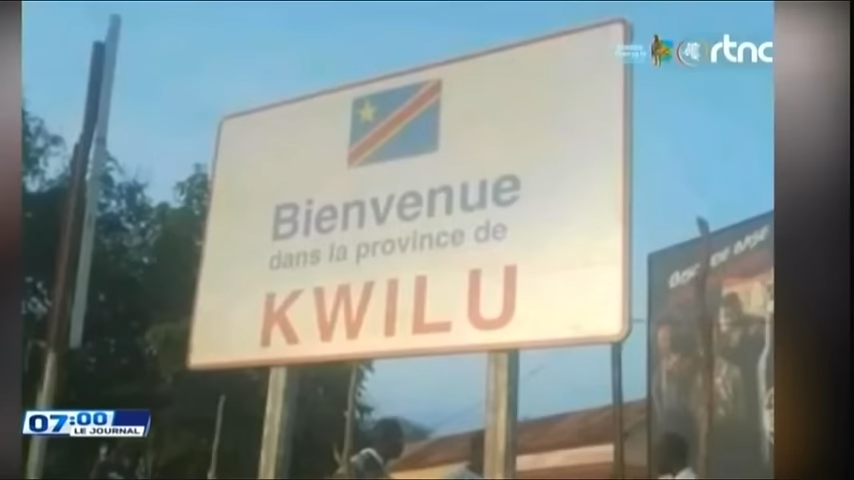 rtnc
Bienvenue
dans la province de
KWILU
07:00
LE JOURNAL